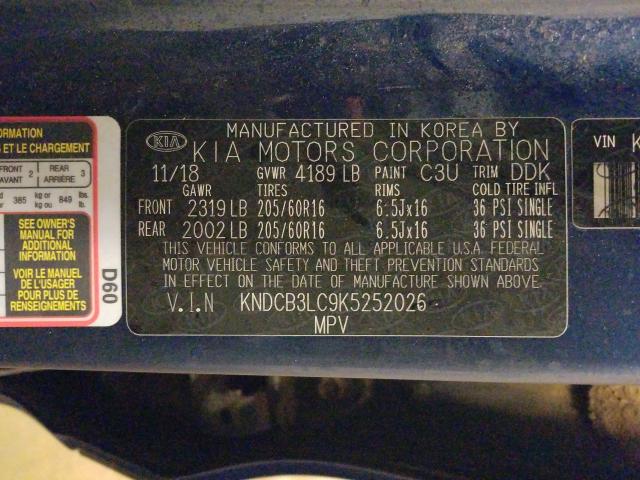 ORMATION
S ET LE CHARGEMENT
FRONT
AVANT 2
REAR
ARRIÈRE 3
385 kg or
kg ou 849 lbs.
lb.
SEE OWNER'S
MANUAL FOR
ADDITIONAL
INFORMATION
VOIR LE MANUEL
DE L'USAGER
POUR PLUS DE
RENSEIGNEMENTS
D60
KIA
MANUFACTURED IN KOREA BY
KIA MOTORS CORPORATION
11/18 GVWR 4189 LB PAINT C3U TRIM DDK
GAWR TIRES RIMS COLD TIRE INFL
FRONT 2319 LB 205/60R16 6.5Jx16 36 PSI SINGLE
REAR 2002 LB 205/60R16 6.5Jx16 36 PSI SINGLE
THIS VEHICLE CONFORMS TO ALL APPLICABLE U.S.A. FEDERAL
MOTOR VEHICLE SAFETY AND THEFT PREVENTION STANDARDS
IN EFFECT ON THE DATE OF MANUFACTURE SHOWN ABOVE.
V.I.N KNDCB3LC9K5252026
MPV
VIN K